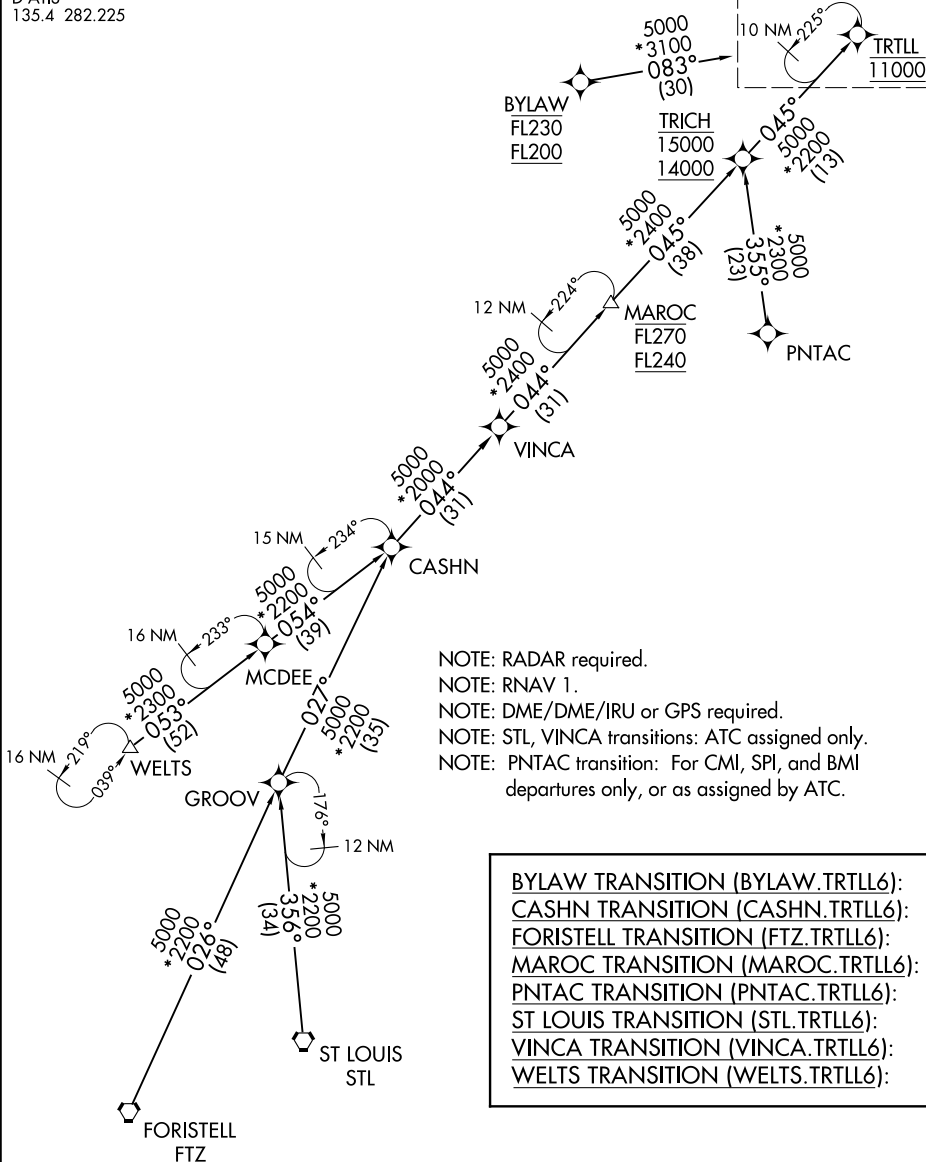 135.4 282.225
5000
*3100
083°
(30)
BYLAW
FL230
FL200
10 NM
225°
TRTLL
11000
TRICH
15000
14000
045°
5000
*2200
(13)
5000
*2400
045°
(38)
5000
*2300
355°
(23)
PNTAC
12 NM
224°
MAROC
FL270
FL240
5000
*2400
044°
(31)
VINCA
5000
*2000
044°
(31)
15 NM
234°
CASHN
5000
*2200
054°
(39)
16 NM
233°
MCDEE
5000
*2300
053°
(52)
16 NM
219°
039°
WELTS
027°
5000
*2200
(35)
GROOV
176°
12 NM
5000
*2200
356°
(34)
5000
*2200
026°
(48)
ST LOUIS
STL
FORISTELL
FTZ
NOTE: RADAR required.
NOTE: RNAV 1.
NOTE: DME/DME/IRU or GPS required.
NOTE: STL, VINCA transitions: ATC assigned only.
NOTE: PNTAC transition: For CMI, SPI, and BMI
departures only, or as assigned by ATC.
BYLAW TRANSITION (BYLAW.TRTLL6):
CASHN TRANSITION (CASHN.TRTLL6):
FORISTELL TRANSITION (FTZ.TRTLL6):
MAROC TRANSITION (MAROC.TRTLL6):
PNTAC TRANSITION (PNTAC.TRTLL6):
ST LOUIS TRANSITION (STL.TRTLL6):
VINCA TRANSITION (VINCA.TRTLL6):
WELTS TRANSITION (WELTS.TRTLL6):